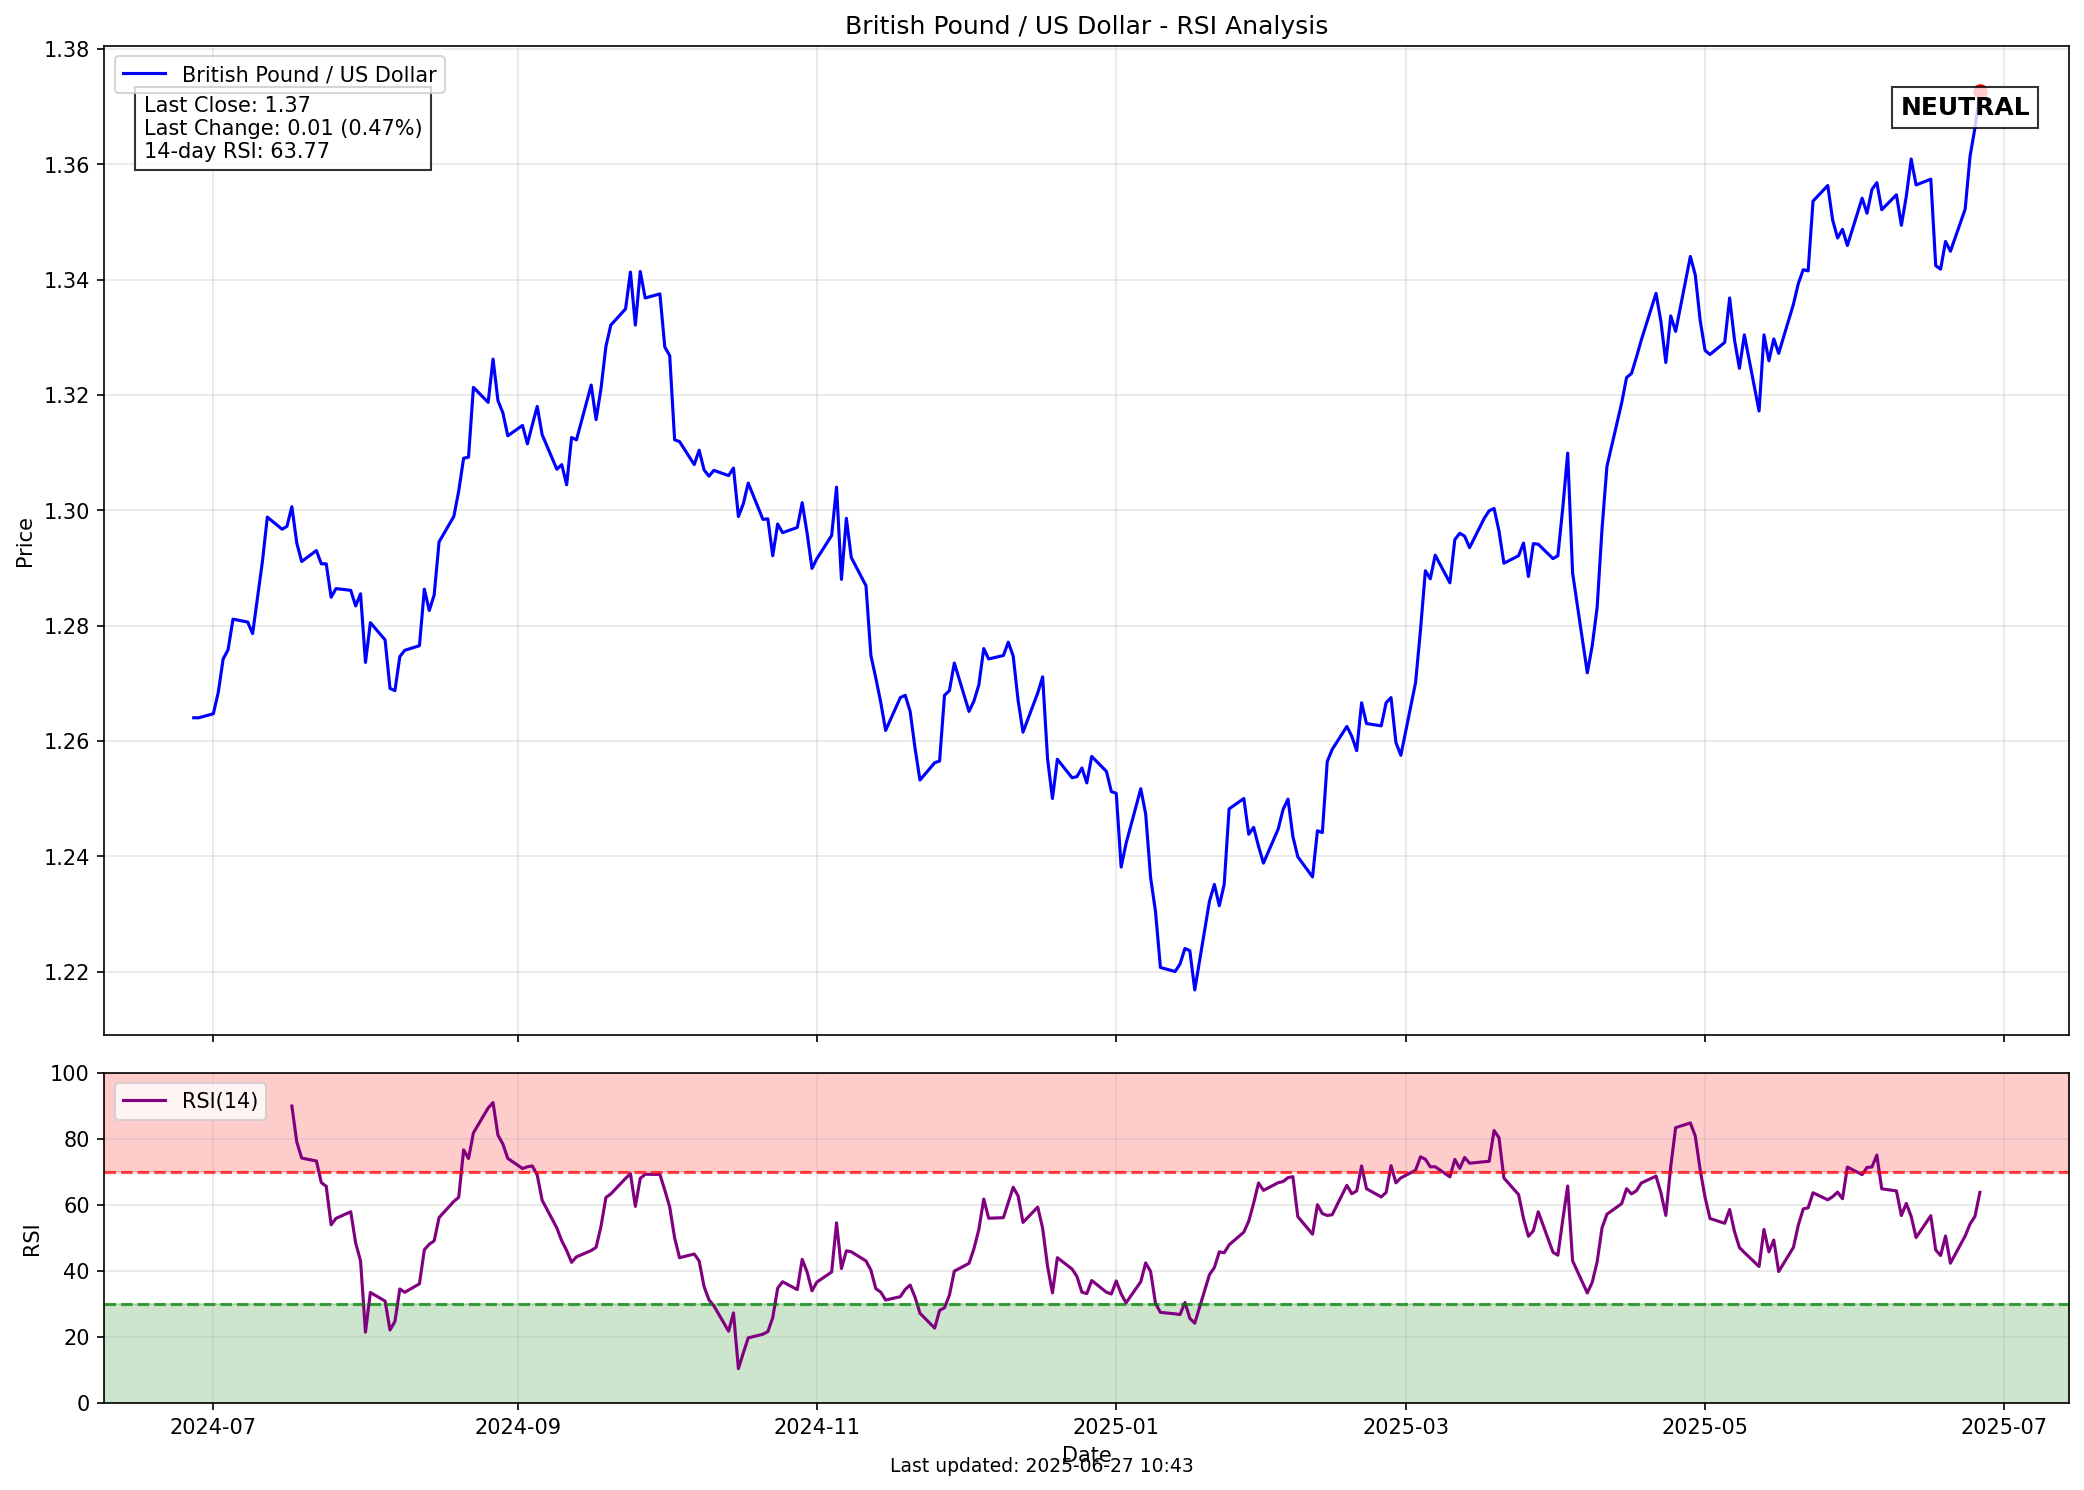 British Pound / US Dollar - RSI Analysis
British Pound / US Dollar
Last Close: 1.37
Last Change: 0.01 (0.47%)
14-day RSI: 63.77
NEUTRAL
Price
1.38
1.36
1.34
1.32
1.30
1.28
1.26
1.24
1.22
RSI(14)
RSI
100
80
60
40
20
0
2024-07
2024-09
2024-11
2025-01
2025-03
2025-05
2025-07
Date
Last updated: 2025-06-27 10:43